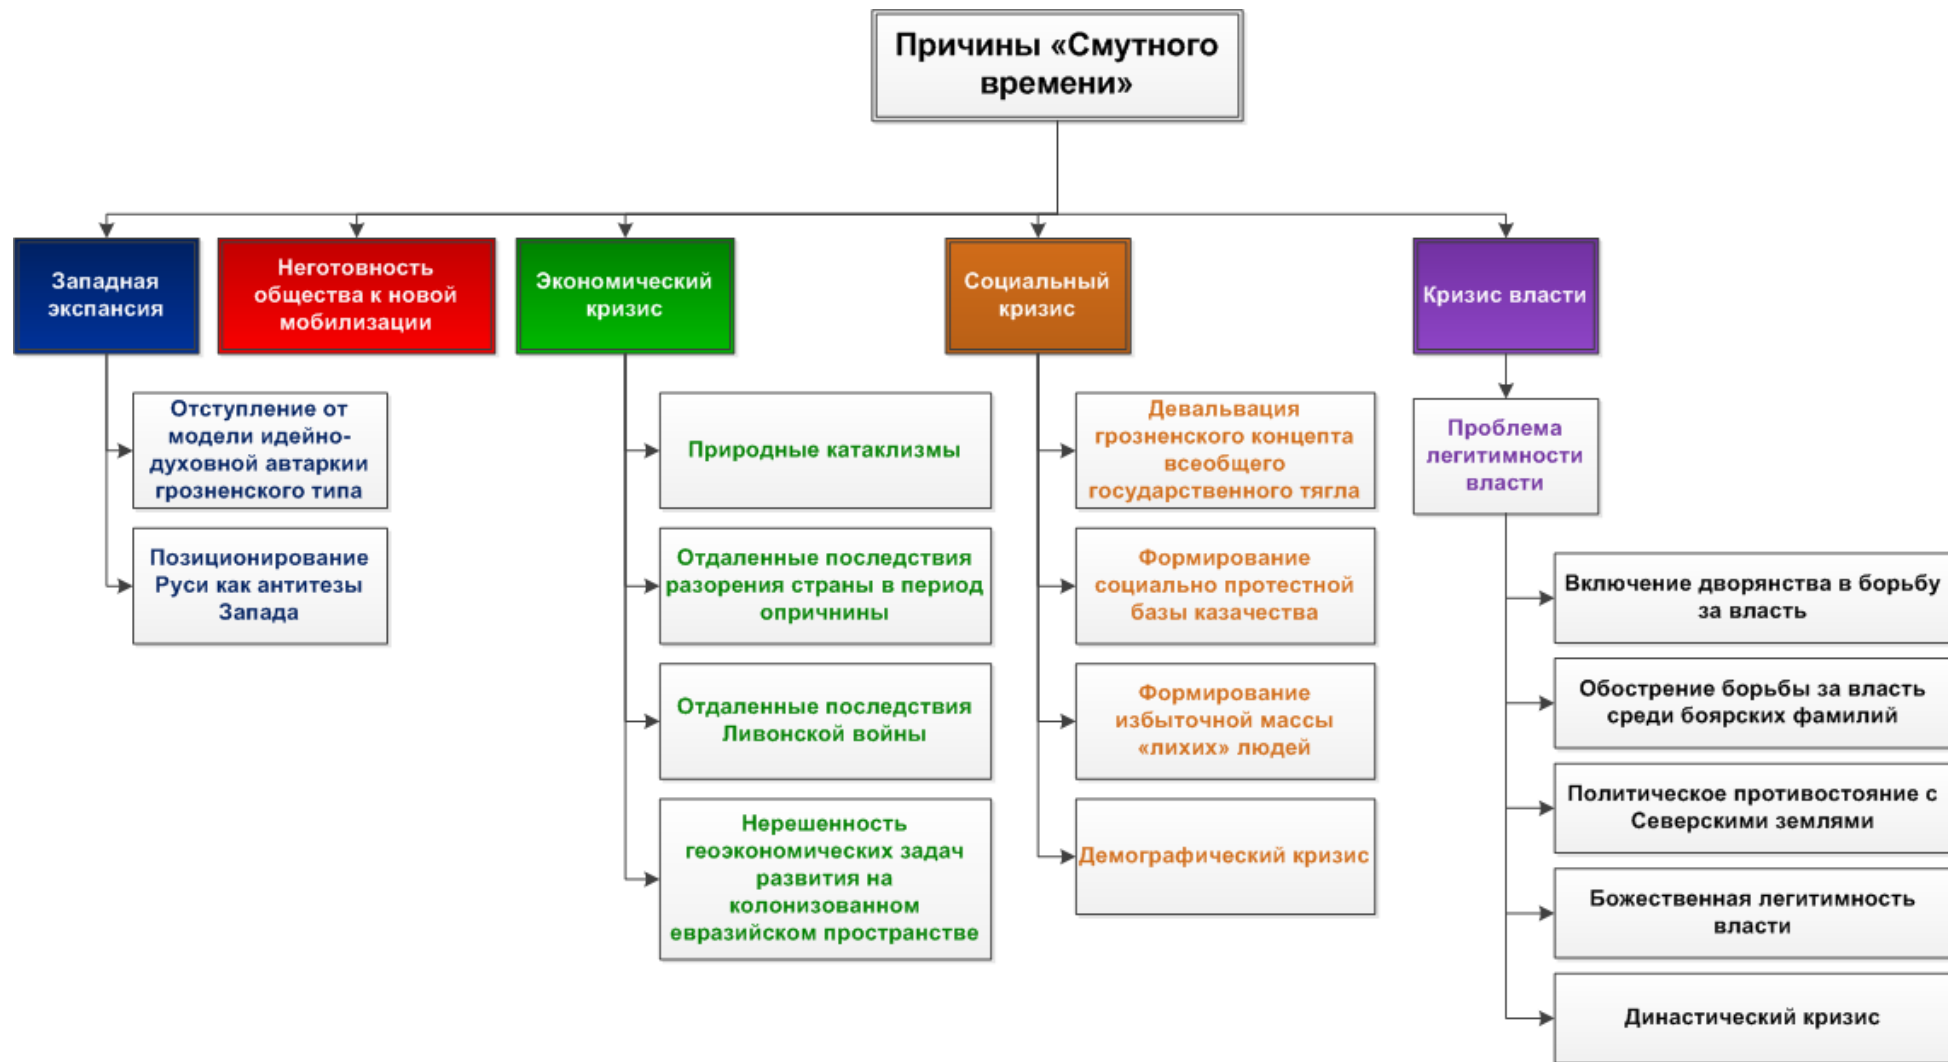 Причины «Смутного
времени»
Западная
экспансия
Неготовность
общества к новой
мобилизации
Экономический
кризис
Социальный
кризис
Кризис власти
Отступление от
модели идейно-
духовной автаркии
грозненского типа
Позиционирование
Руси как антитезы
Запада
Природные катаклизмы
Отдаленные последствия
разорения страны в период
опричнины
Отдаленные последствия
Ливонской войны
Нерешенность
геоэкономических задач
развития на
колонизованном
евразийском пространстве
Девальвация
грозненского концепта
всеобщего
государственного тягла
Формирование
социально протестной
базы казачества
Формирование
избыточной массы
«лихих» людей
Демографический кризис
Проблема
легитимности
власти
Включение дворянства в борьбу
за власть
Обострение борьбы за власть
среди боярских фамилий
Политическое противостояние с
Северскими землями
Божественная легитимность
власти
Династический кризис